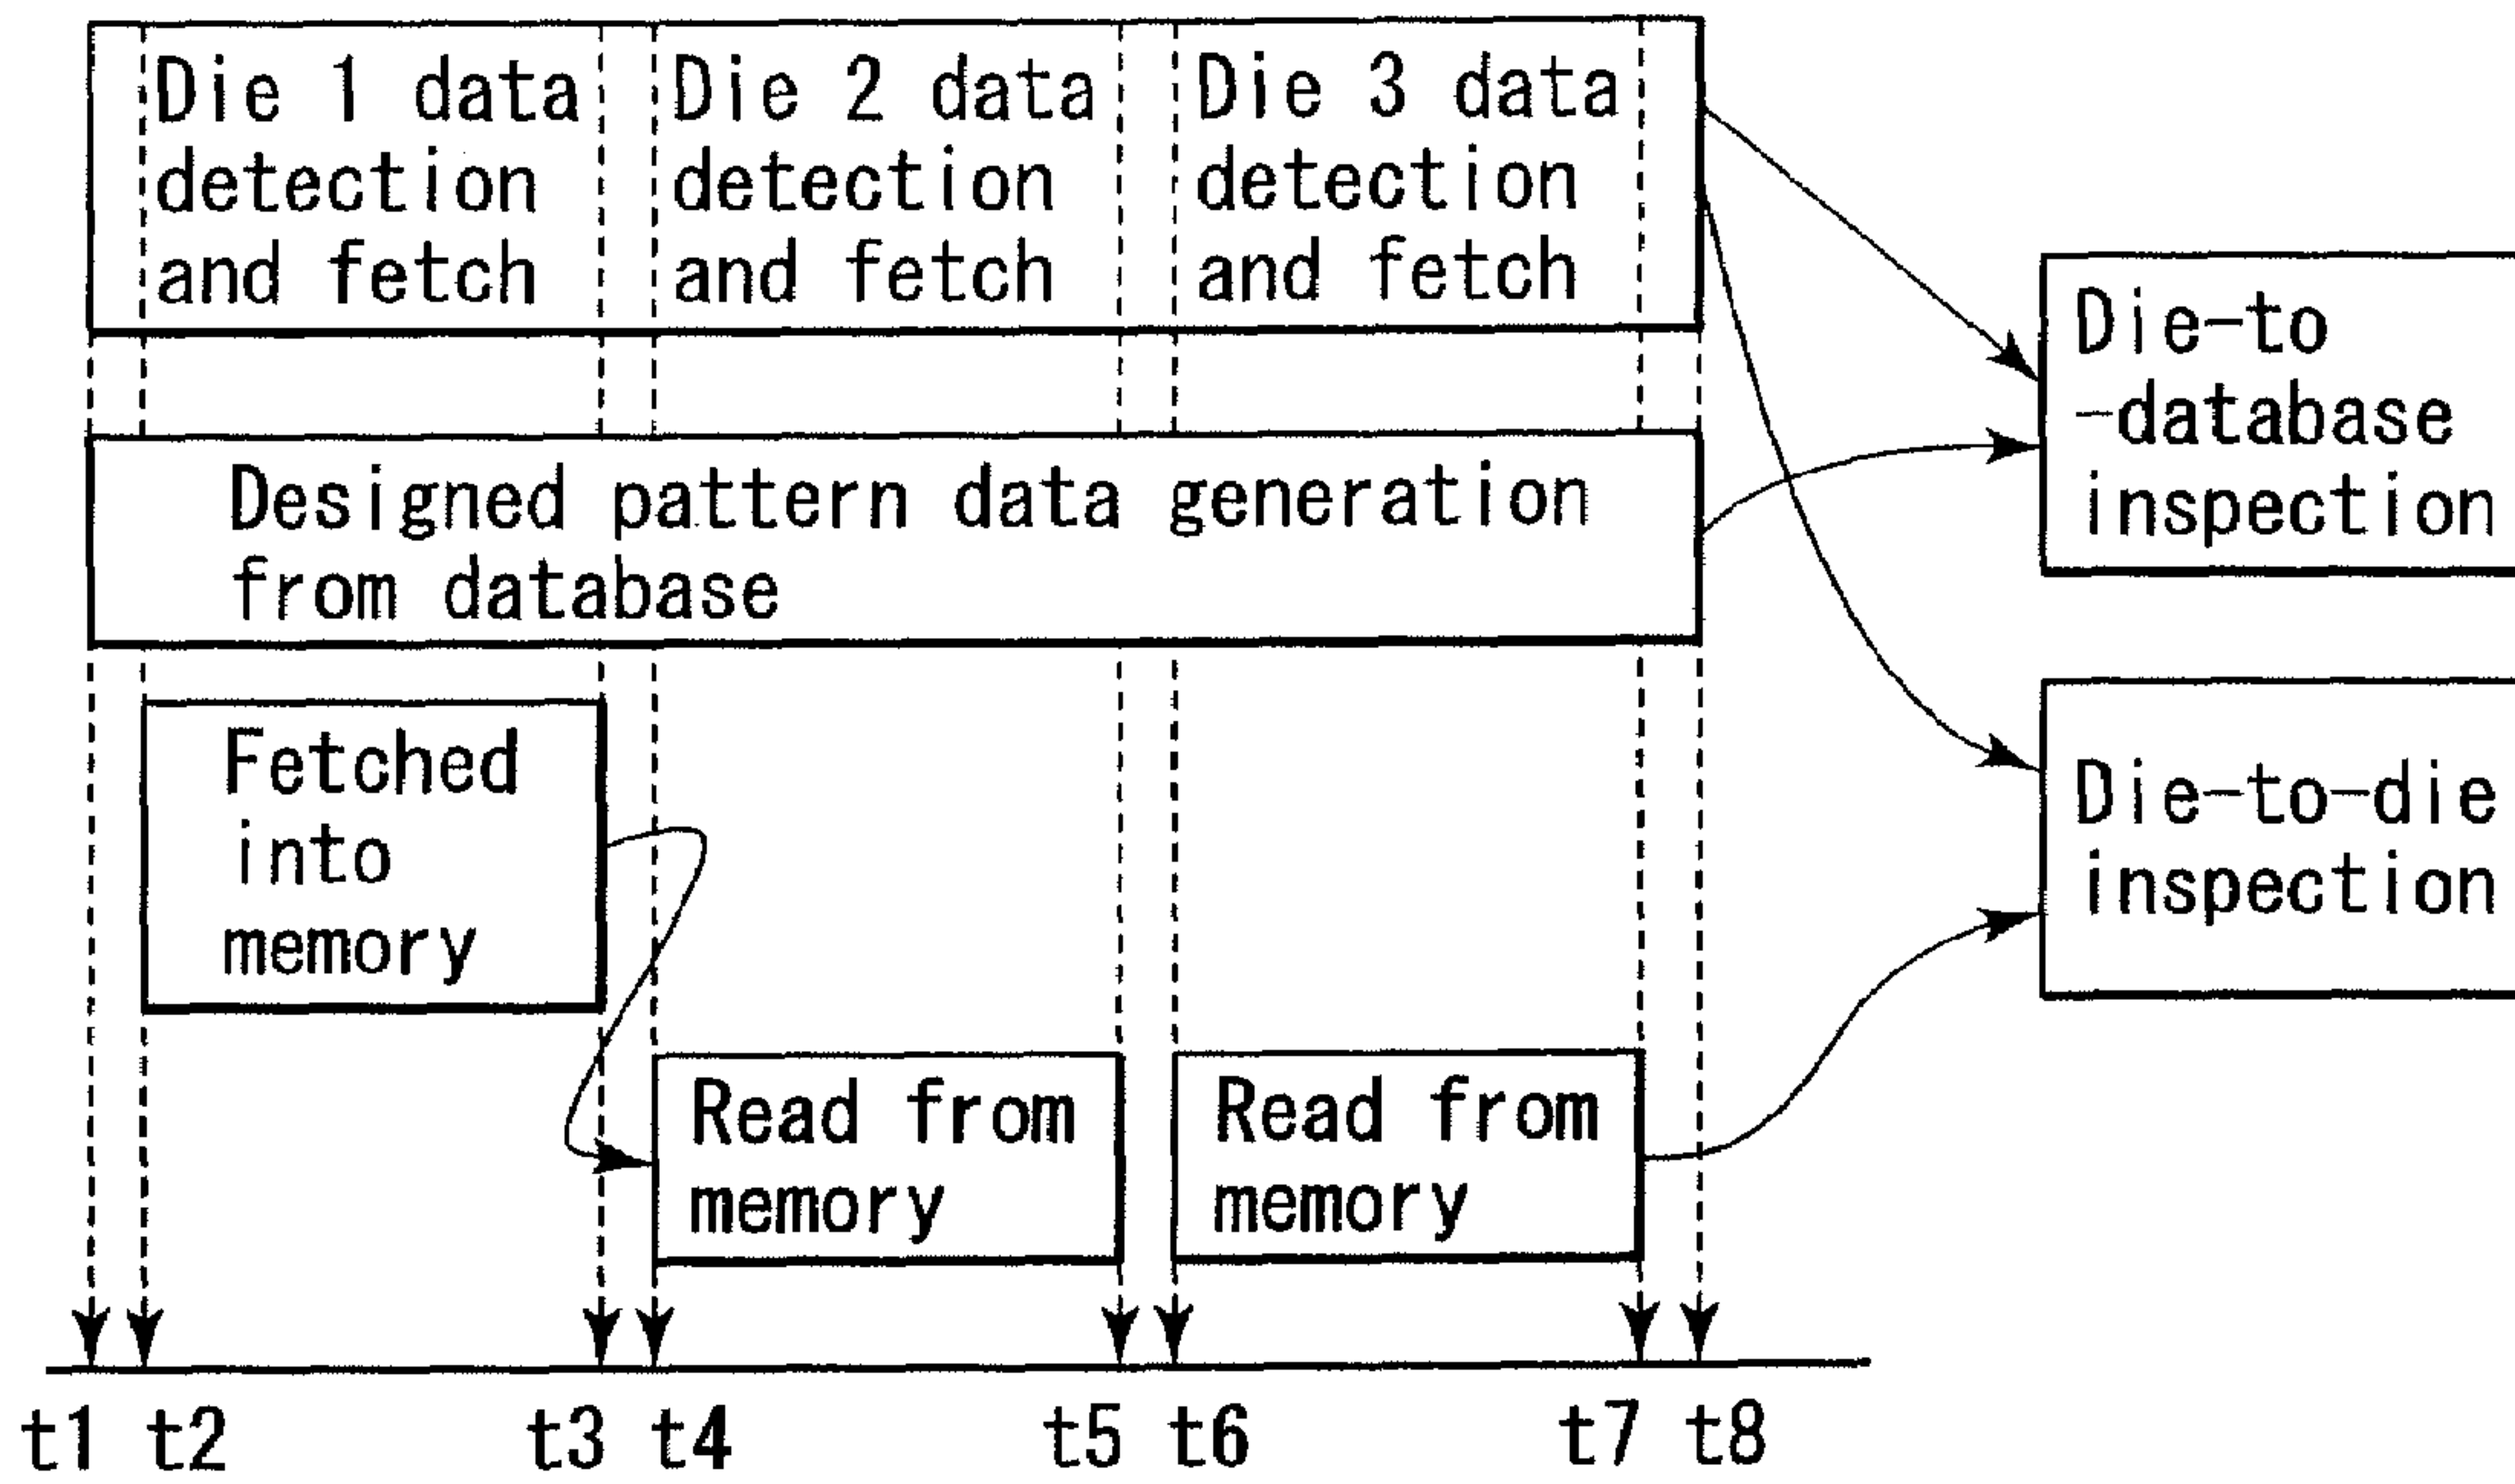 Die 1 data
detection
and fetch
Die 2 data
detection
and fetch
Die 3 data
detection
and fetch
Die-to
-database
inspection
Designed pattern data generation
from database
Fetched
into
memory
Die-to-die
inspection
Read from
memory
Read from
memory
t1 t2 t3 t4 t5 t6 t7 t8